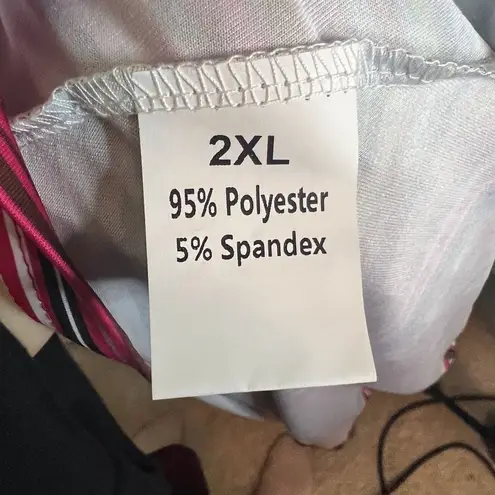 2XL
95% Polyester
5% Spandex